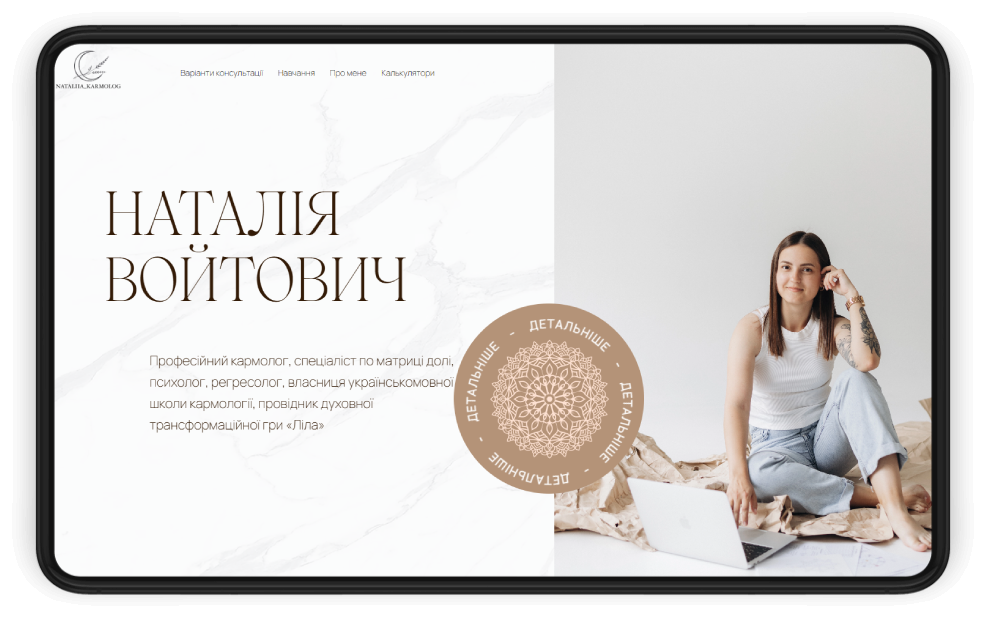 NATALIIA_KARMOLOG
Варіанти консультації Навчання Про мене Калькулятори
НАТАЛІЯ
ВОЙТОВИЧ
Професійний кармолог, спеціаліст по матриці долі,
психолог, регресолог, власниця українськомовної
школи кармології, провідник духовної
трансформаційної гри «Ліла»
ДЕТАЛЬНІШЕ - ДЕТАЛЬНІШЕ - ДЕТАЛЬНІШЕ - ДЕТАЛЬНІШЕ -